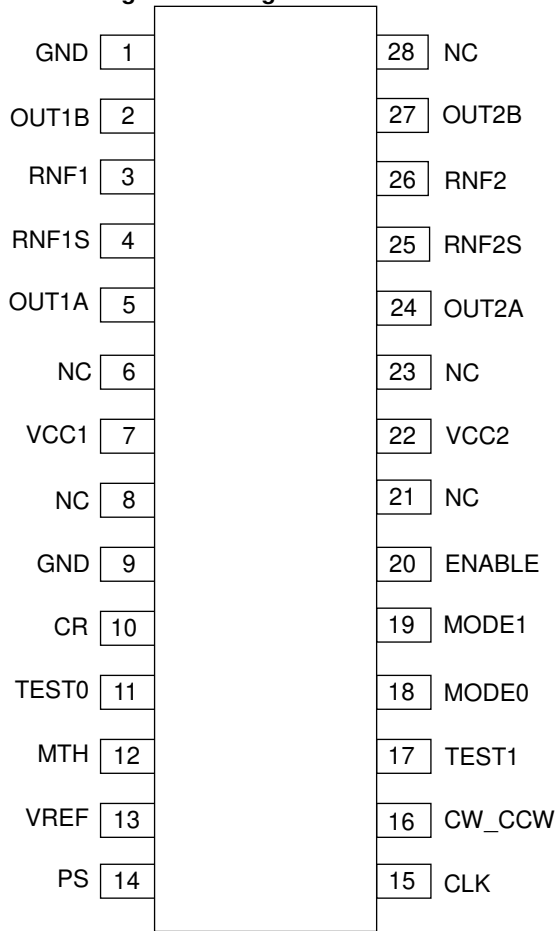 GND 1 28 NC
OUT1B 2 27 OUT2B
RNF1 3 26 RNF2
RNF1S 4 25 RNF2S
OUT1A 5 24 OUT2A
NC 6 23 NC
VCC1 7 22 VCC2
NC 8 21 NC
GND 9 20 ENABLE
CR 10 19 MODE1
TEST0 11 18 MODE0
MTH 12 17 TEST1
VREF 13 16 CW_CCW
PS 14 15 CLK